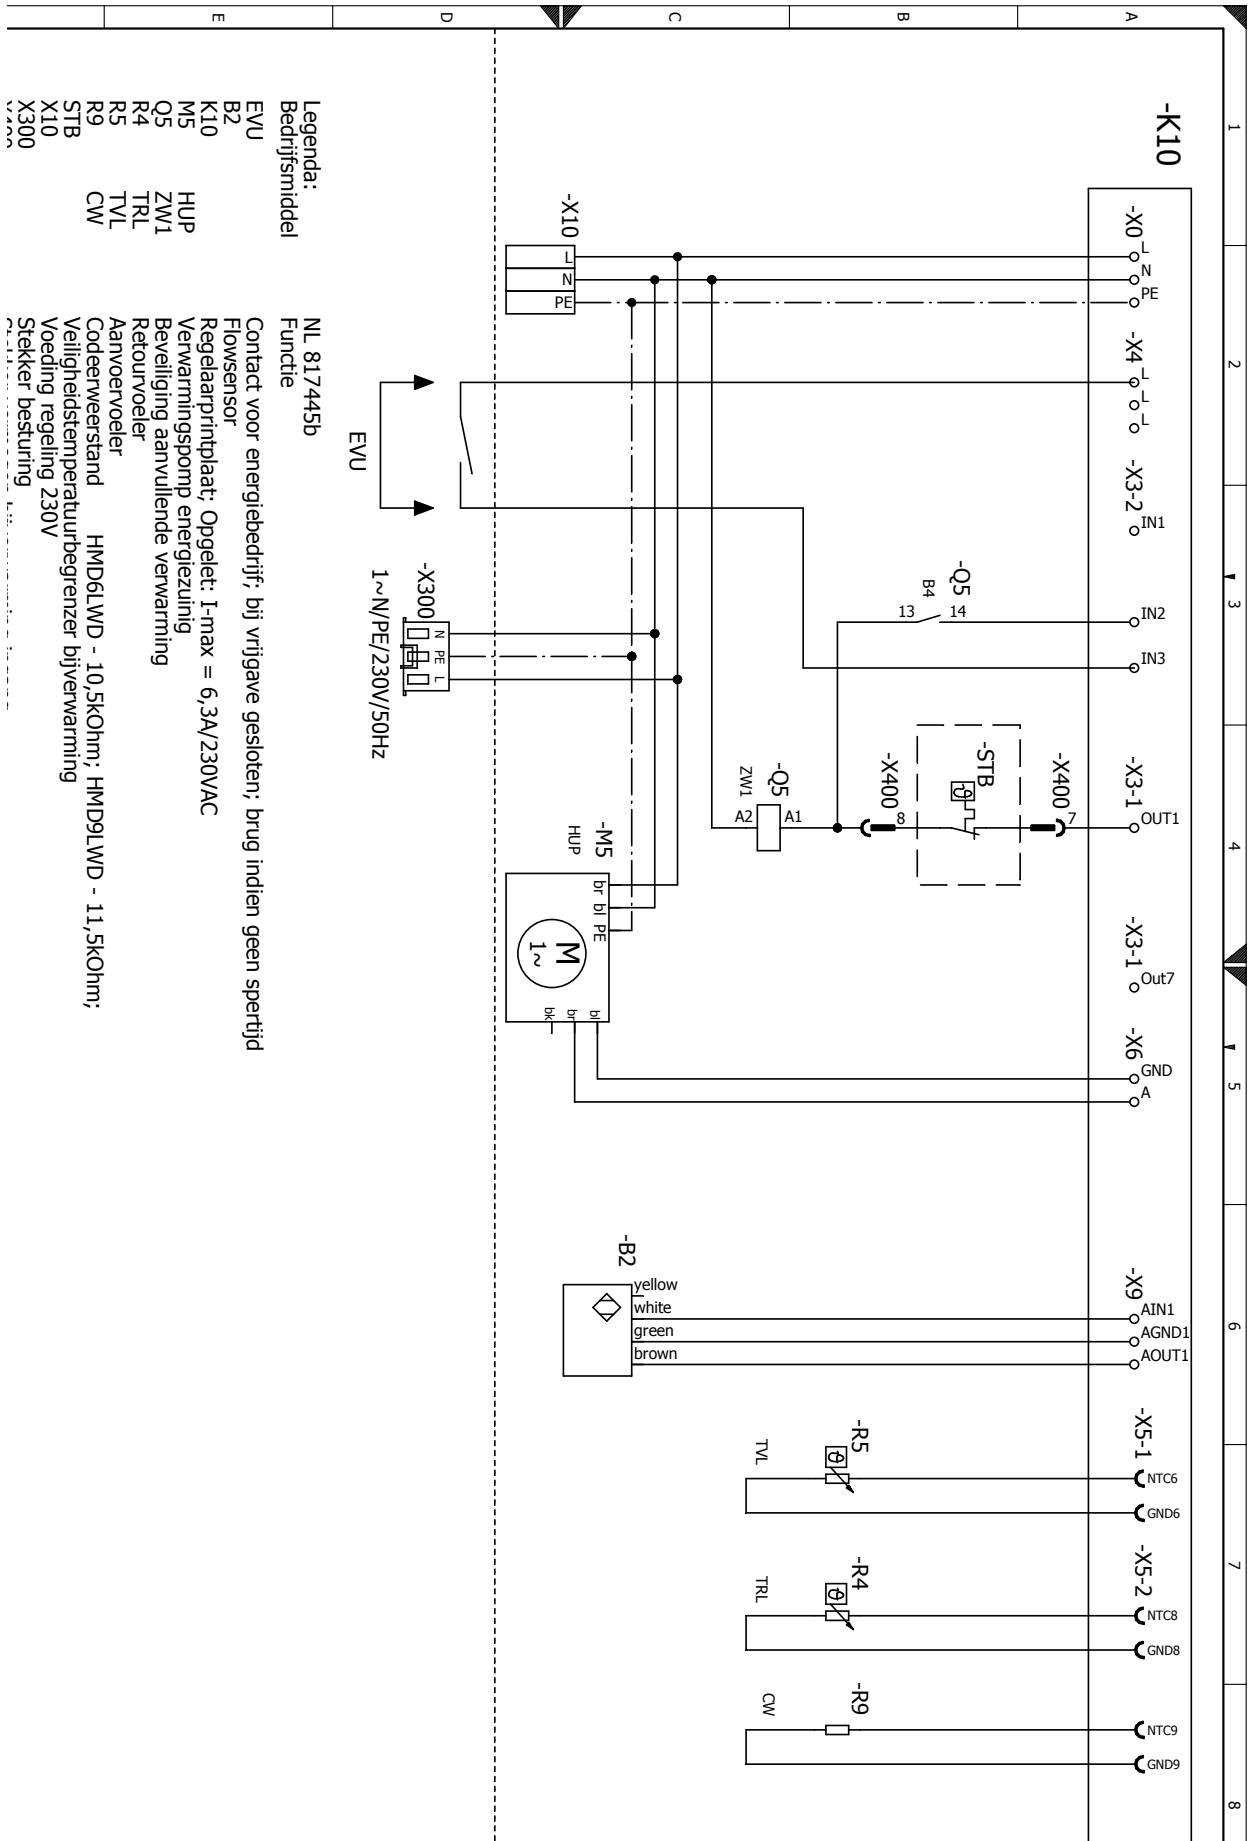 1 2 3 4 5 6 7 8
A
B
C
D
E
-K10
-X0
L
N
PE
-X4
L
L
L
-X3-2
IN1
IN2
IN3
-X3-1
OUT1
-X3-1
Out7
-X6
GND
A
-X9
AIN1
AGND1
AOUT1
-X5-1
NTC6
GND6
-X5-2
NTC8
GND8
NTC9
GND9
-X400
7
-STB
-X400
8
-Q5
B4
13 14
-Q5
ZW1
A2 A1
-R5
TVL
-R4
TRL
-R9
CW
-X10
L
N
PE
-M5
HUP
br bl PE
M
1~
bk br bl
-B2
yellow
white
green
brown
EVU
-X300
N PE L
1~N/PE/230V/50Hz
Legenda: NL 817445b
Bedrijfsmiddel Functie
EVU Contact voor energiebedrijf; bij vrijgave gesloten; brug indien geen spertijd
B2 Flowsensor
K10 Regelaarprintplaat; Opgelet: I-max = 6,3A/230VAC
M5 HUP Verwarmingspomp energiezuinig
Q5 ZW1 Beveiliging aanvullende verwarming
R4 TRL Retourvoeler
R5 TVL Aanvoervoeler
R9 CW Codeerweerstand HMD6LWD - 10,5kOhm; HMD9LWD - 11,5kOhm;
STB Veiligheidstemperatuurbegrenzer bijverwarming
X10 Voeding regeling 230V
X300 Stekker besturing